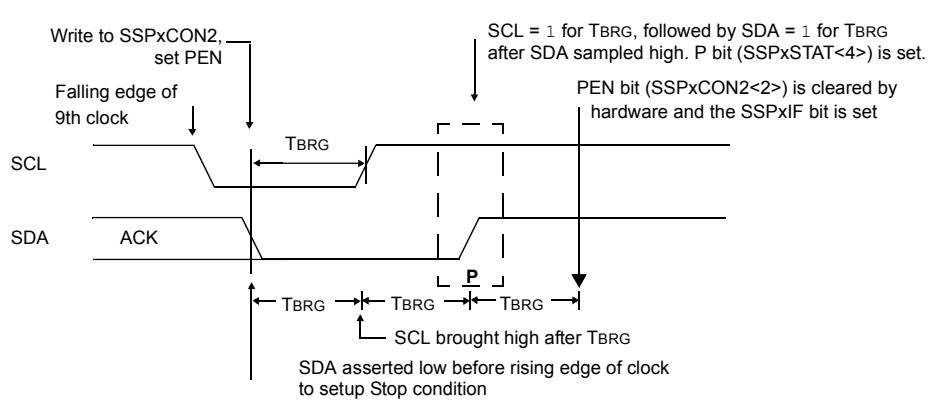 Write to SSPxCON2,
set PEN
SCL = 1 for TBRG, followed by SDA = 1 for TBRG
after SDA sampled high. P bit (SSPxSTAT<4>) is set.
Falling edge of
9th clock
PEN bit (SSPxCON2<2>) is cleared by
hardware and the SSPxIF bit is set
TBRG
SCL
SDA
ACK
P
TBRG
TBRG
TBRG
SCL brought high after TBRG
SDA asserted low before rising edge of clock
to setup Stop condition